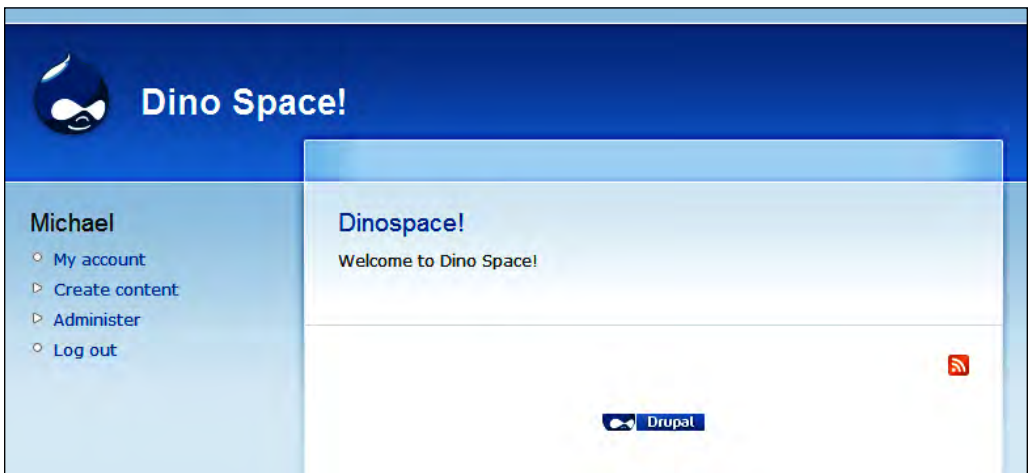 Dino Space!
Michael
My account
Create content
Administer
Log out
Dinospace!
Welcome to Dino Space!
Drupal